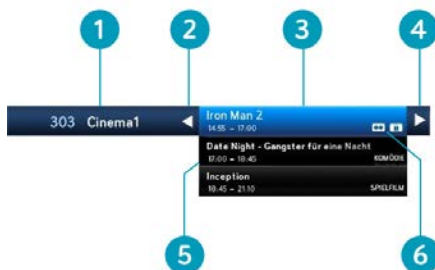 1 2 3 4
303 Cinema1
Iron Man 2
14:55 - 17:00
Date Night - Gangster für eine Nacht
17:00 - 18:45 KOMÖDIE
Inception
18:45 - 21:10 SPIELFILM
5 6